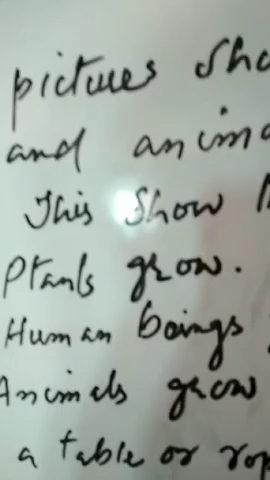 pictures sho
and anima
This Show
Plants grow.
Human beings
Animals grow
a table or rop